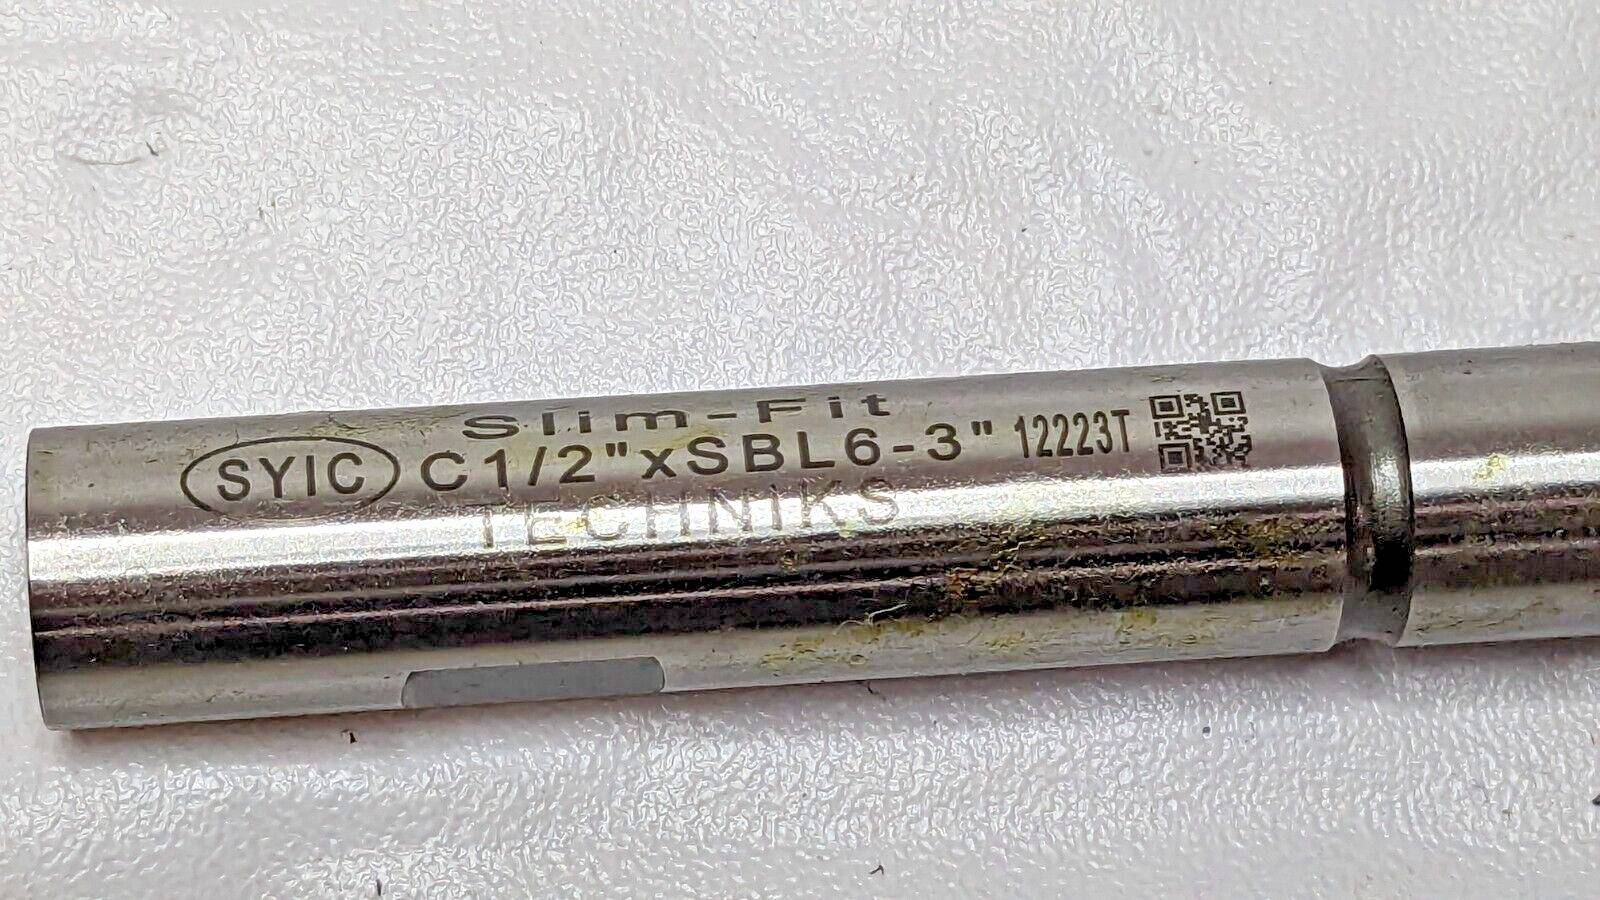 Slim-Fit
SYIC C1/2"xSBL6-3" 12223T
TECHNIKS